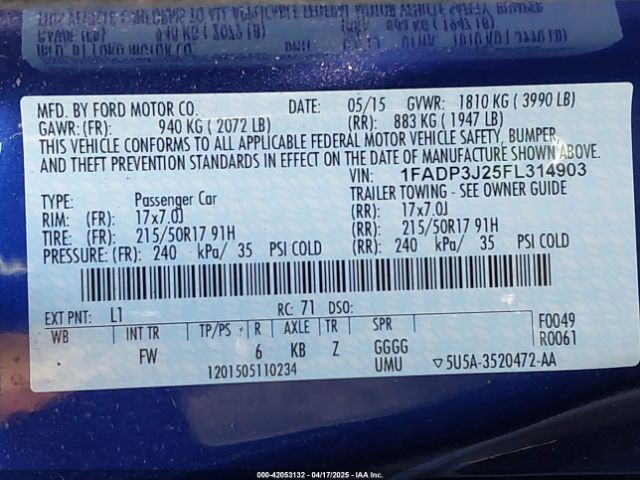 MFD. BY FORD MOTOR CO. DATE: 05/15 GVWR: 1810 KG ( 3990 LB)
GAWR:(FR): 940 KG ( 2072 LB) (RR): 883 KG ( 1947 LB)
THIS VEHICLE CONFORMS TO ALL APPLICABLE FEDERAL MOTOR VEHICLE SAFETY, BUMPER,
AND THEFT PREVENTION STANDARDS IN EFFECT ON THE DATE OF MANUFACTURE SHOWN ABOVE.
VIN: 1FADP3J25FL314903
TYPE: Passenger Car TRAILER TOWING - SEE OWNER GUIDE
RIM: (FR): 17x7.0J (RR): 17x7.0J
TIRE: (FR): 215/50R17 91H (RR): 215/50R17 91H
PRESSURE: (FR): 240 kPa/ 35 PSI COLD (RR): 240 kPa/ 35 PSI COLD
EXT PNT: L1 RC: 71 DSO:
WB INT TR TP/PS R AXLE TR SPR F0049
FW 6 KB Z GGGG R0061
1201505110234 UMU ▽5U5A-3520472-AA
000-42053132 - 04/17/2025 - IAA Inc.